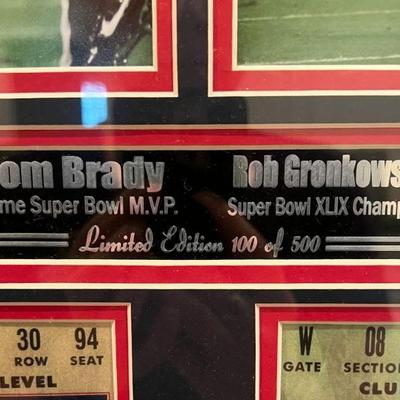 om Brady Rob Gronkows
me Super Bowl M.V.P. Super Bowl XLIX Champ
Limited Edition 100 of 500
30 94 W 08
ROW SEAT GATE SECTION
LEVEL CLU